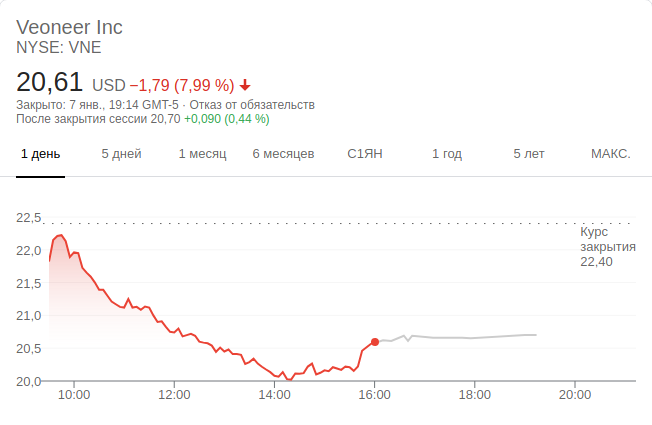 Veoneer Inc
NYSE: VNE
20,61 USD −1,79 (7,99 %)
Закрыто: 7 янв., 19:14 GMT-5 · Отказ от обязательств
После закрытия сессии 20,70 +0,090 (0,44 %)
1 день 5 дней 1 месяц 6 месяцев С1ЯН 1 год 5 лет МАКС.
22,5
Курс
закрытия
22,40
22,0
21,5
21,0
20,5
20,0
10:00 12:00 14:00 16:00 18:00 20:00